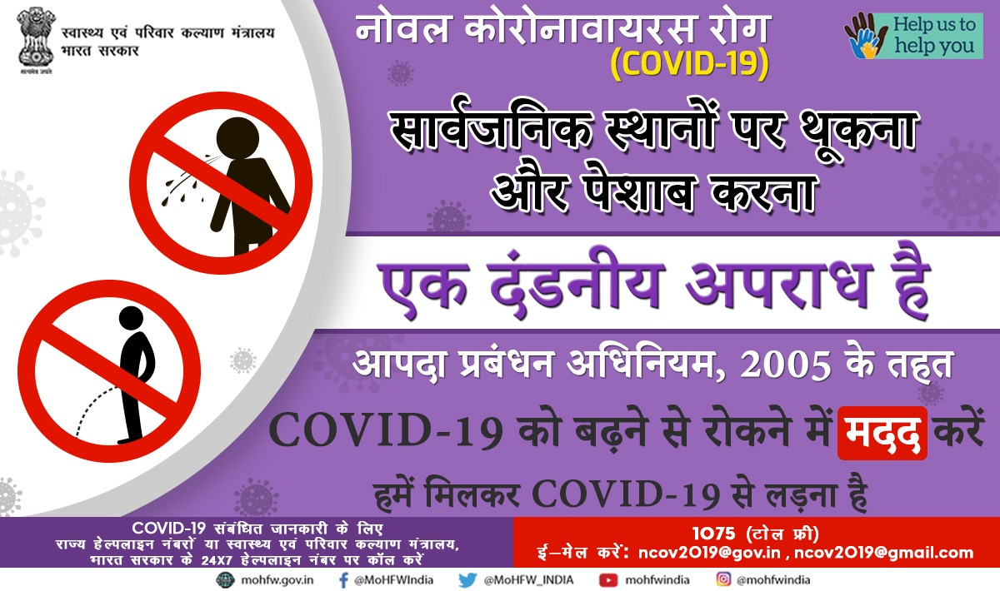 स्वास्थ्य एवं परिवार कल्याण मंत्रालय
भारत सरकार
सत्यमेव जयते
नोवल कोरोनावायरस रोग
(COVID-19)
Help us to
help you
सार्वजनिक स्थानों पर थूकना
और पेशाब करना
एक दंडनीय अपराध है
आपदा प्रबंधन अधिनियम, 2005 के तहत
COVID-19 को बढ़ने से रोकने में मदद करें
हमें मिलकर COVID-19 से लड़ना है
COVID-19 संबंधित जानकारी के लिए
राज्य हेल्पलाइन नंबरों या स्वास्थ्य एवं परिवार कल्याण मंत्रालय,
भारत सरकार के 24X7 हेल्पलाइन नंबर पर कॉल करें
1075 (टोल फ्री)
ई–मेल करें: ncov2019@gov.in , ncov2019@gmail.com
mohfw.gov.in @MoHFWIndia @MoHFW_INDIA mohfwindia @mohfwindia